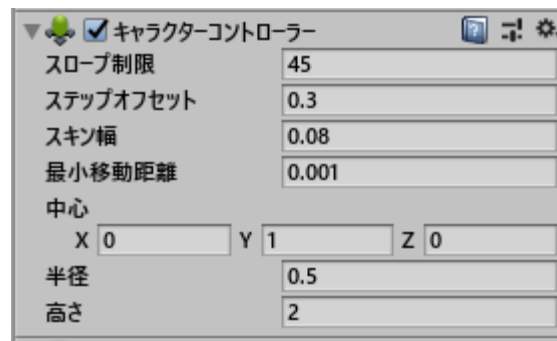 キャラクターコントローラー
スロープ制限 45
ステップオフセット 0.3
スキン幅 0.08
最小移動距離 0.001
中心
X 0 Y 1 Z 0
半径 0.5
高さ 2